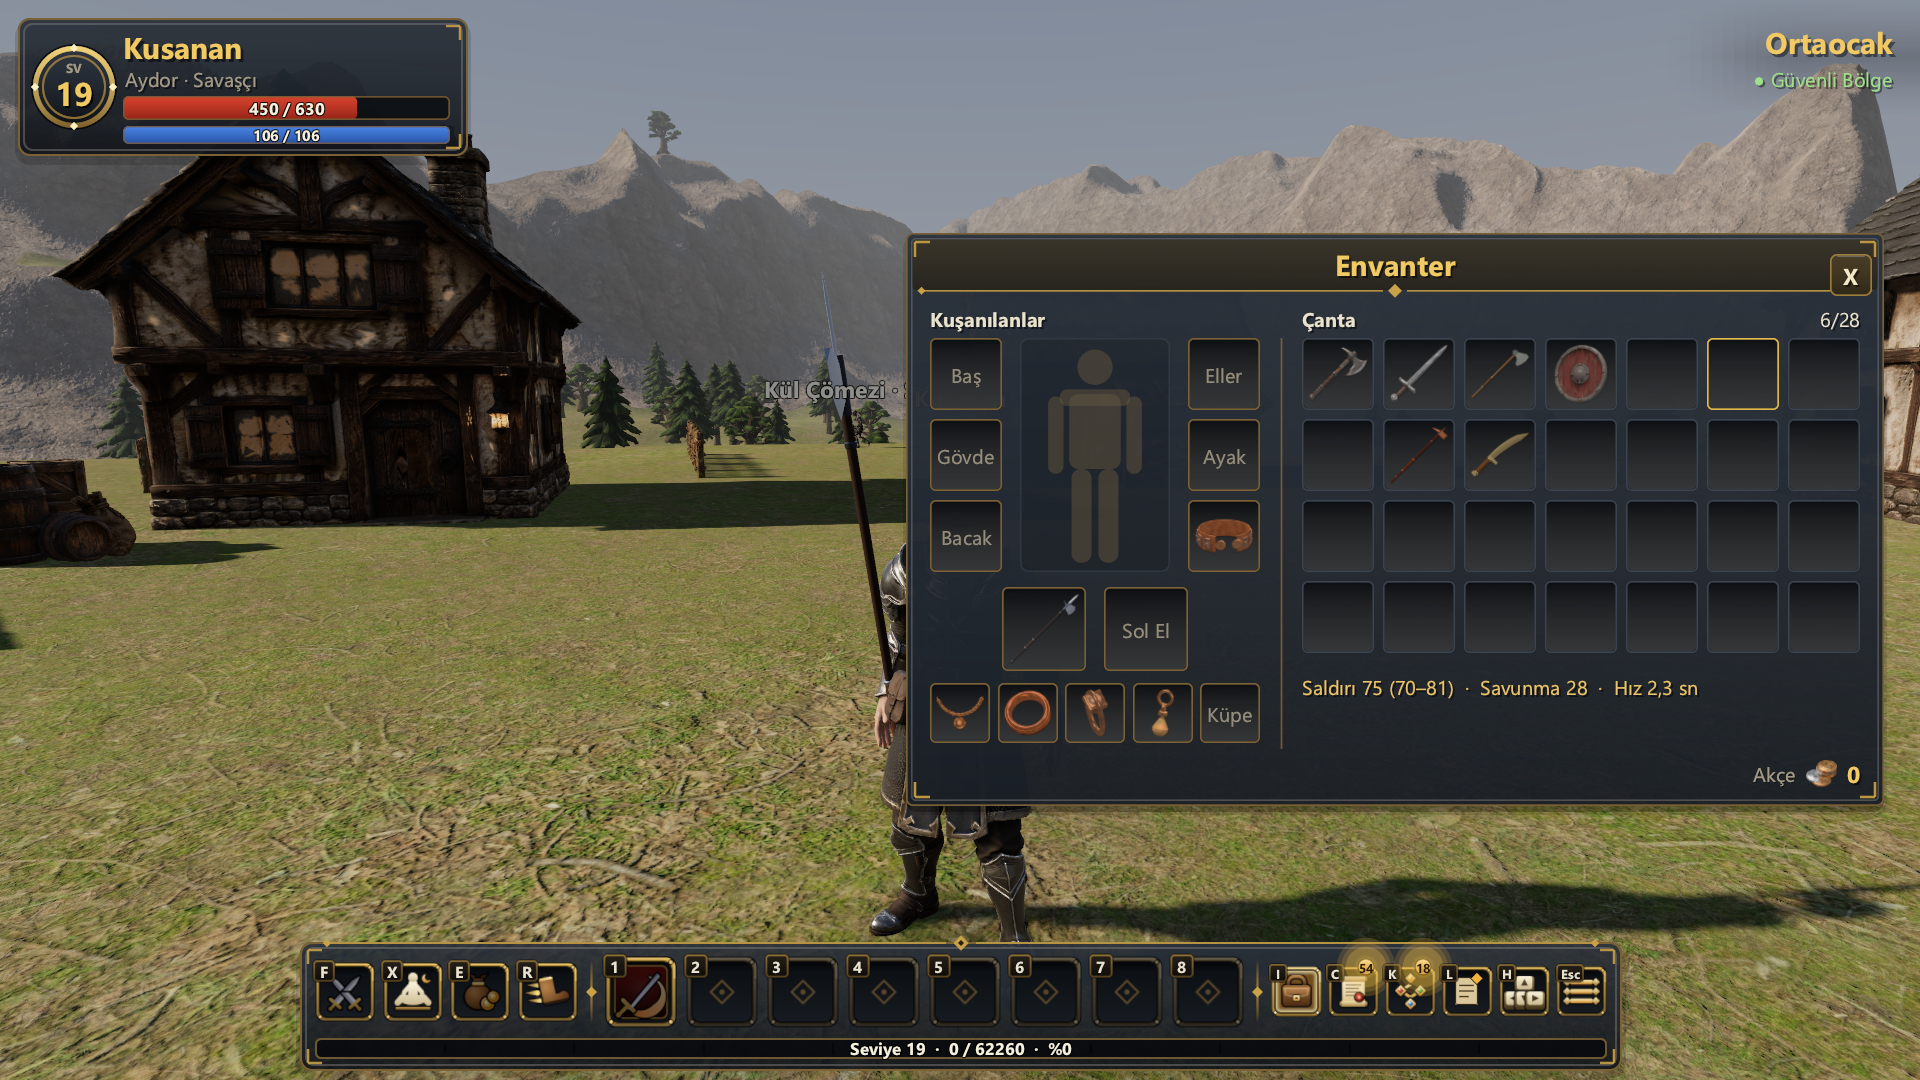 SV
19
Kusanan
Aydor · Savaşçı
450 / 630
106 / 106
Ortaocak
Güvenli Bölge
Kül Çömezi ·
Envanter
X
Kuşanılanlar
Baş
Eller
Gövde
Ayak
Bacak
Sol El
Küpe
Çanta
6/28
Saldırı 75 (70–81) · Savunma 28 · Hız 2,3 sn
Akçe 0
F
X
E
R
1
2
3
4
5
6
7
8
I
C
54
K
18
L
H
Esc
Seviye 19 · 0 / 62260 · %0